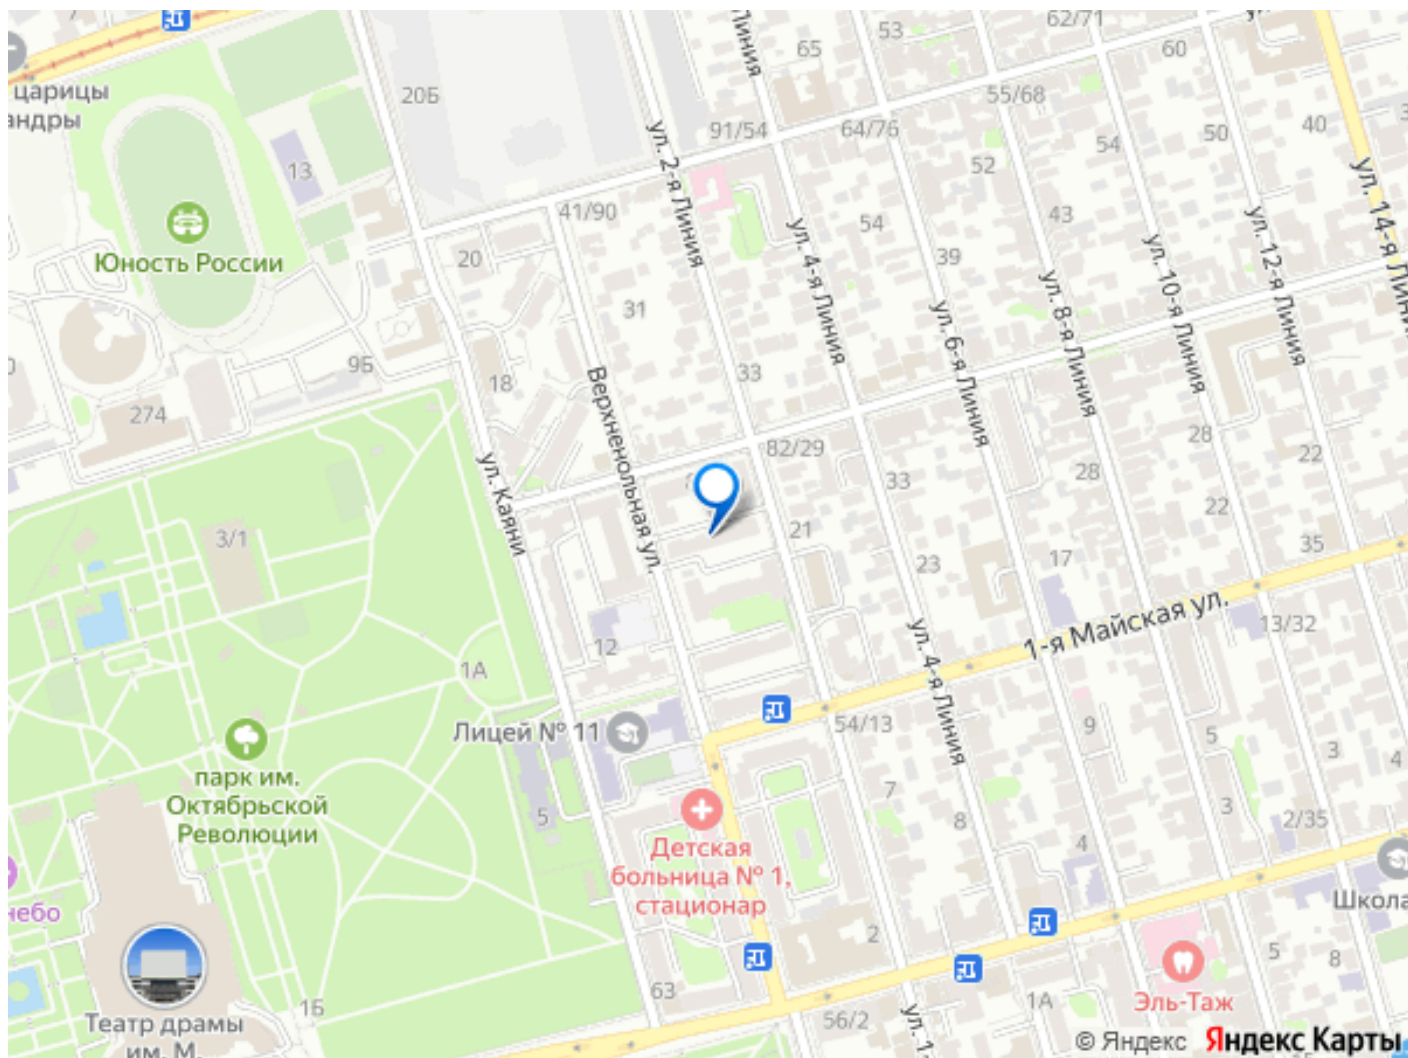 62/71
53
65
60
царицы
андры
20Б
55/68
40
91/54
64/76
50
54
13
52
ул. 2-я Линия
ул. 14-я Лини
41/90
43
54
ул. 12-я Линия
ул. 4-я Линия
ул. 10-я Линия
Юность России
20
39
ул. 8-я Линия
31
ул. 6-я Линия
9Б
33
18
Верхненольная ул.
274
28
82/29
22
ул. Каяни
28
33
22
3/1
21
35
17
23
1-я Майская ул.
13/32
12
ул. 4-я Линия
1А
Лицей № 11
54/13
9
5
3
4
парк им.
Октябрьской
Революции
7
3
5
8
2/35
4
Детская
больница № 1,
стационар
Школа
небо
2
5
8
63
Эль-Таж
1Б
1А
56/2
Театр драмы
им. М.
© Яндекс Яндекс Карты